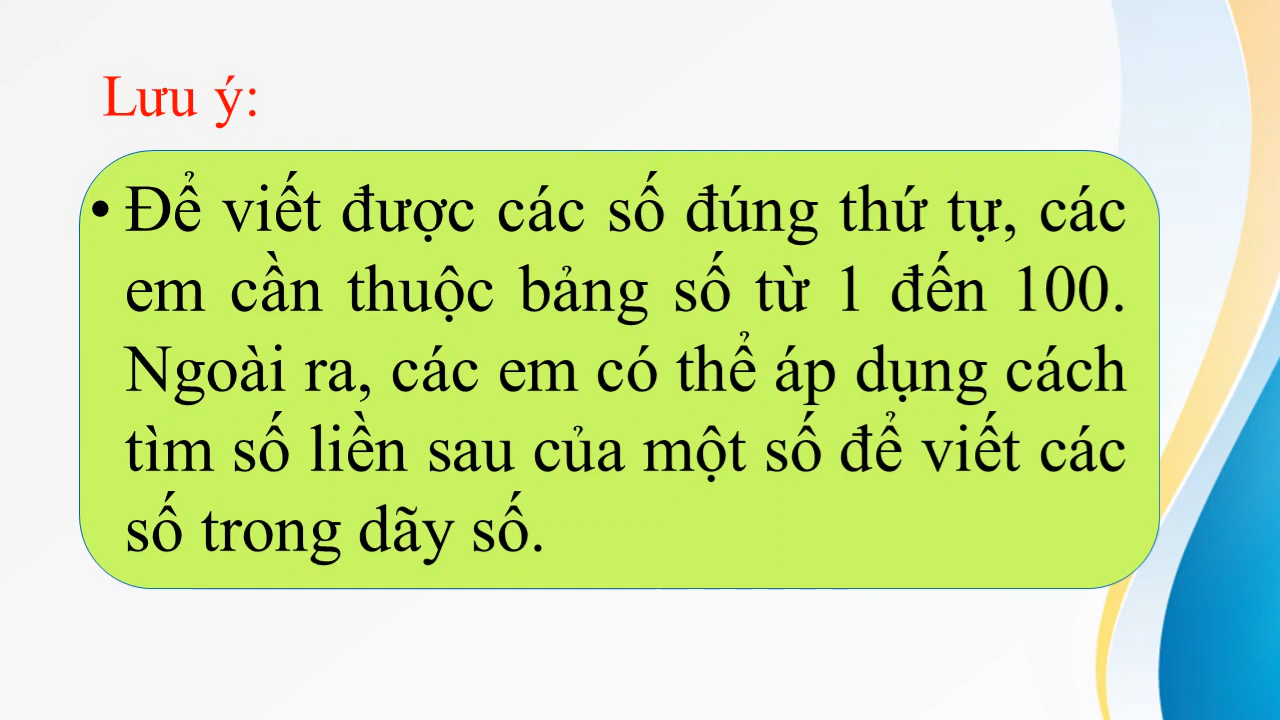 Lưu ý:
• Để viết được các số đúng thứ tự, các
em cần thuộc bảng số từ 1 đến 100.
Ngoài ra, các em có thể áp dụng cách
tìm số liền sau của một số để viết các
số trong dãy số.